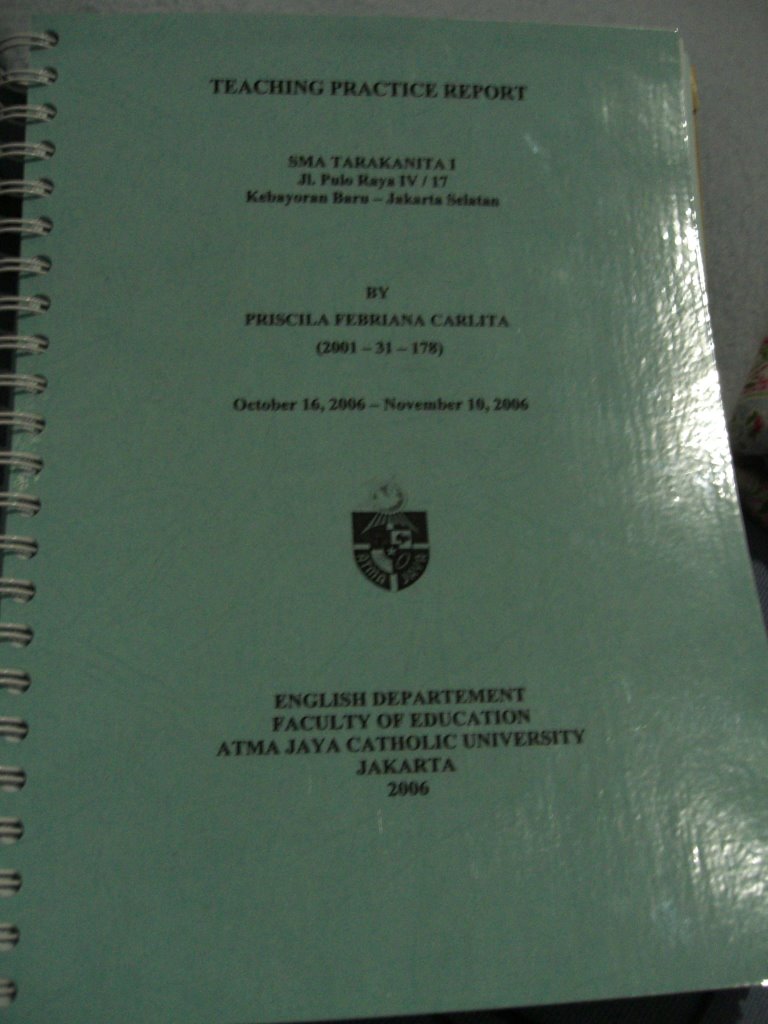 TEACHING PRACTICE REPORT
SMA TARAKANITA I
Jl. Pulo Raya IV / 17
Kebayoran Baru – Jakarta Selatan
BY
PRISCILA FEBRIANA CARLITA
(2001 – 31 – 178)
October 16, 2006 – November 10, 2006
ATMA JAYA
ENGLISH DEPARTEMENT
FACULTY OF EDUCATION
ATMA JAYA CATHOLIC UNIVERSITY
JAKARTA
2006